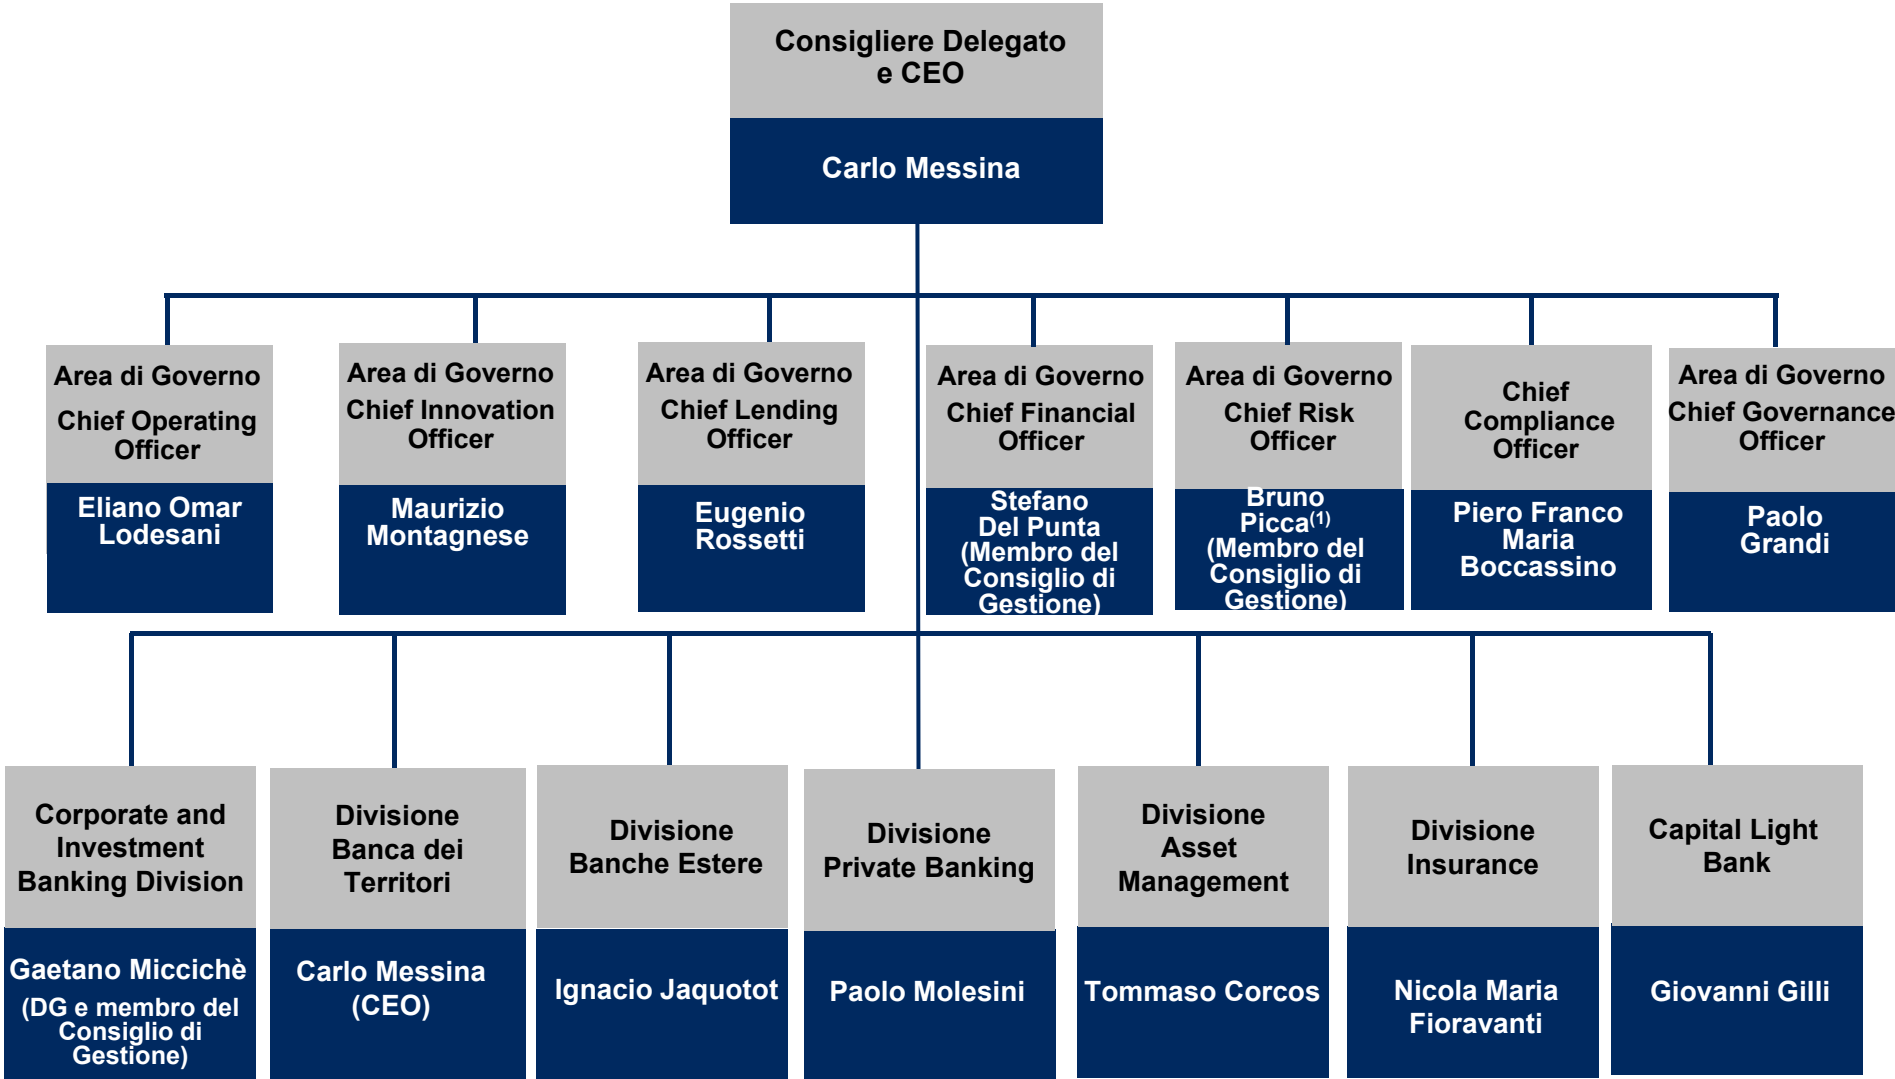 Consigliere Delegato
e CEO
Carlo Messina
Area di Governo
Chief Operating
Officer
Eliano Omar
Lodesani
Area di Governo
Chief Innovation
Officer
Maurizio
Montagnese
Area di Governo
Chief Lending
Officer
Eugenio
Rossetti
Area di Governo
Chief Financial
Officer
Stefano
Del Punta
(Membro del
Consiglio di
Gestione)
Area di Governo
Chief Risk
Officer
Bruno
Picca(1)
(Membro del
Consiglio di
Gestione)
Chief
Compliance
Officer
Piero Franco
Maria
Boccassino
Area di Governo
Chief Governance
Officer
Paolo
Grandi
Corporate and
Investment
Banking Division
Gaetano Miccichè
(DG e membro del
Consiglio di
Gestione)
Divisione
Banca dei
Territori
Carlo Messina
(CEO)
Divisione
Banche Estere
Ignacio Jaquotot
Divisione
Private Banking
Paolo Molesini
Divisione
Asset
Management
Tommaso Corcos
Divisione
Insurance
Nicola Maria
Fioravanti
Capital Light
Bank
Giovanni Gilli